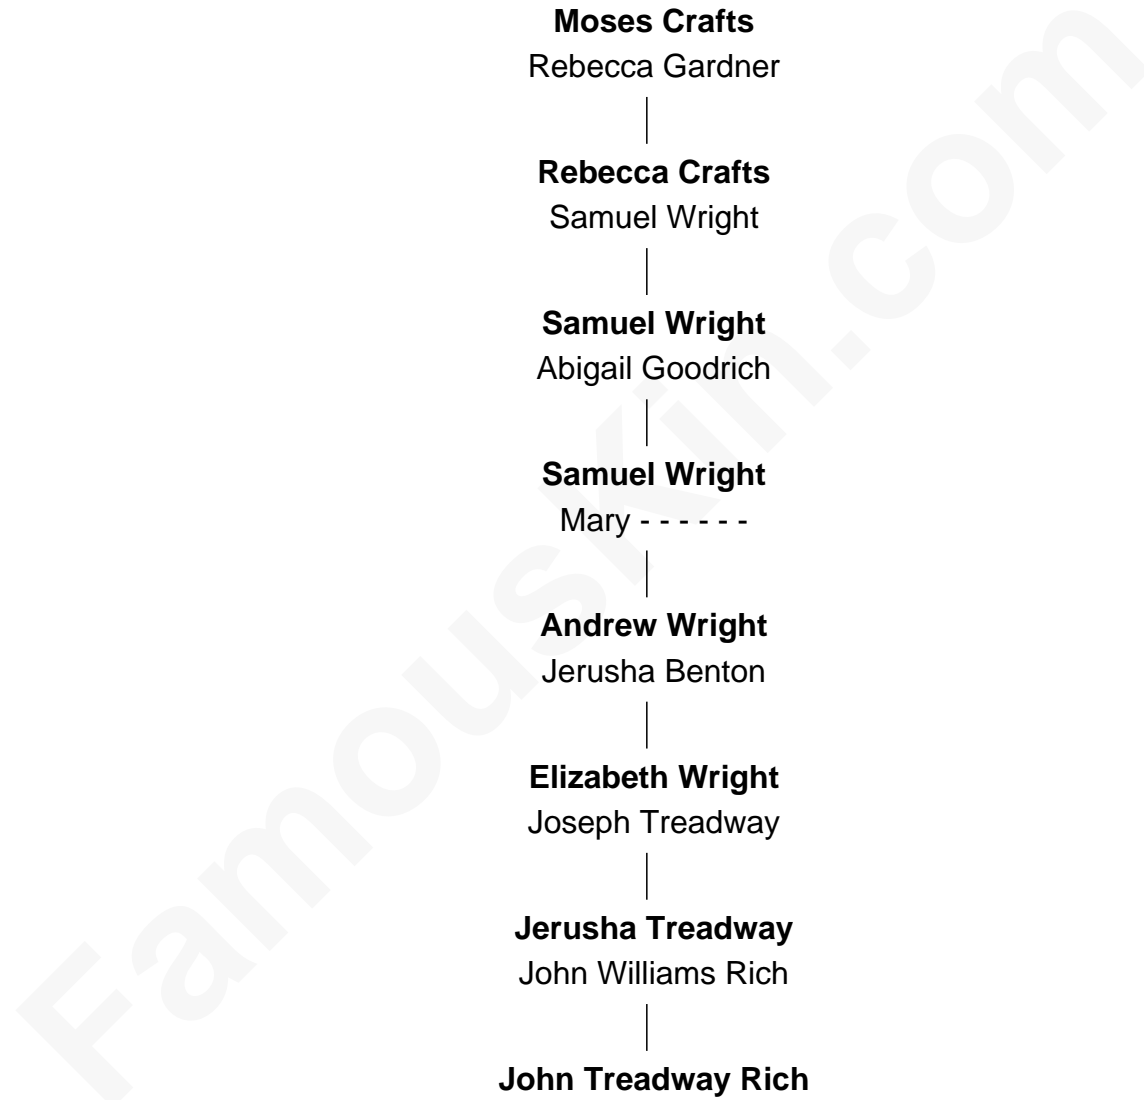 Moses Crafts
Rebecca Gardner
Rebecca Crafts
Samuel Wright
Samuel Wright
Abigail Goodrich
Samuel Wright
Mary - - - - - -
Andrew Wright
Jerusha Benton
Elizabeth Wright
Joseph Treadway
Jerusha Treadway
John Williams Rich
John Treadway Rich
FamousKin.com